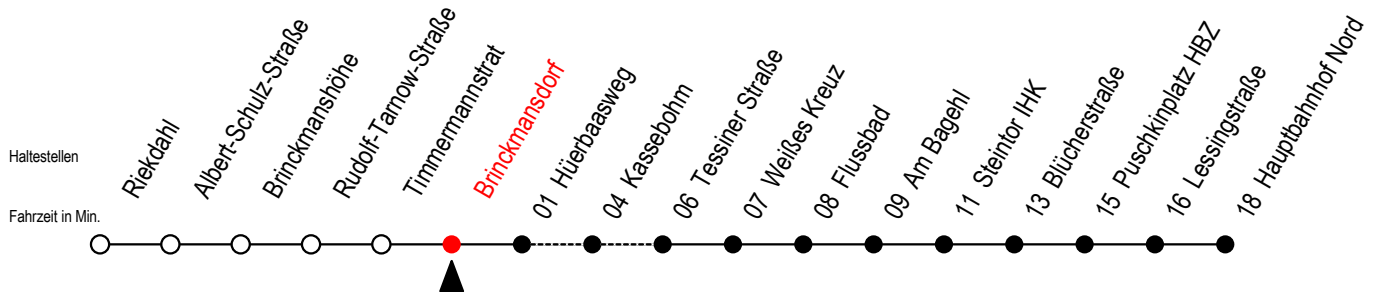 Haltestellen
Fahrzeit in Min.
Riekdahl
Albert-Schulz-Straße
Brinckmanshöhe
Rudolf-Tarnow-Straße
Timmermannstrat
Brinckmansdorf
01 Hüerbaasweg
04 Kassebohm
06 Tessiner Straße
07 Weißes Kreuz
08 Flussbad
09 Am Bagehl
11 Steintor IHK
13 Blücherstraße
15 Puschkinplatz HBZ
16 Lessingstraße
18 Hauptbahnhof Nord